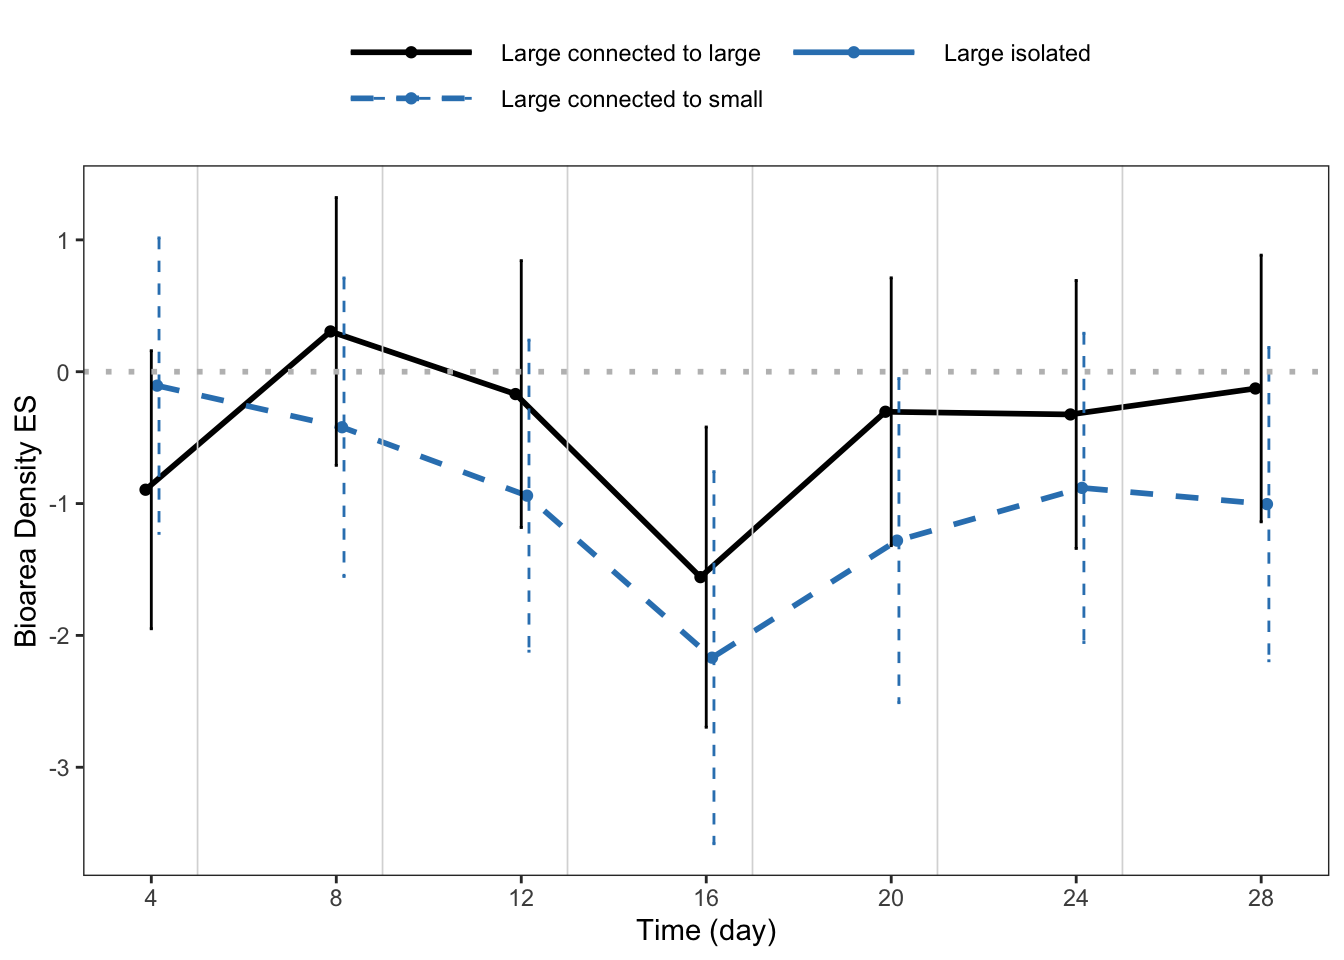 Large connected to large
Large isolated
Large connected to small
Bioarea Density ES
1
0
-1
-2
-3
4 8 12 16 20 24 28
Time (day)